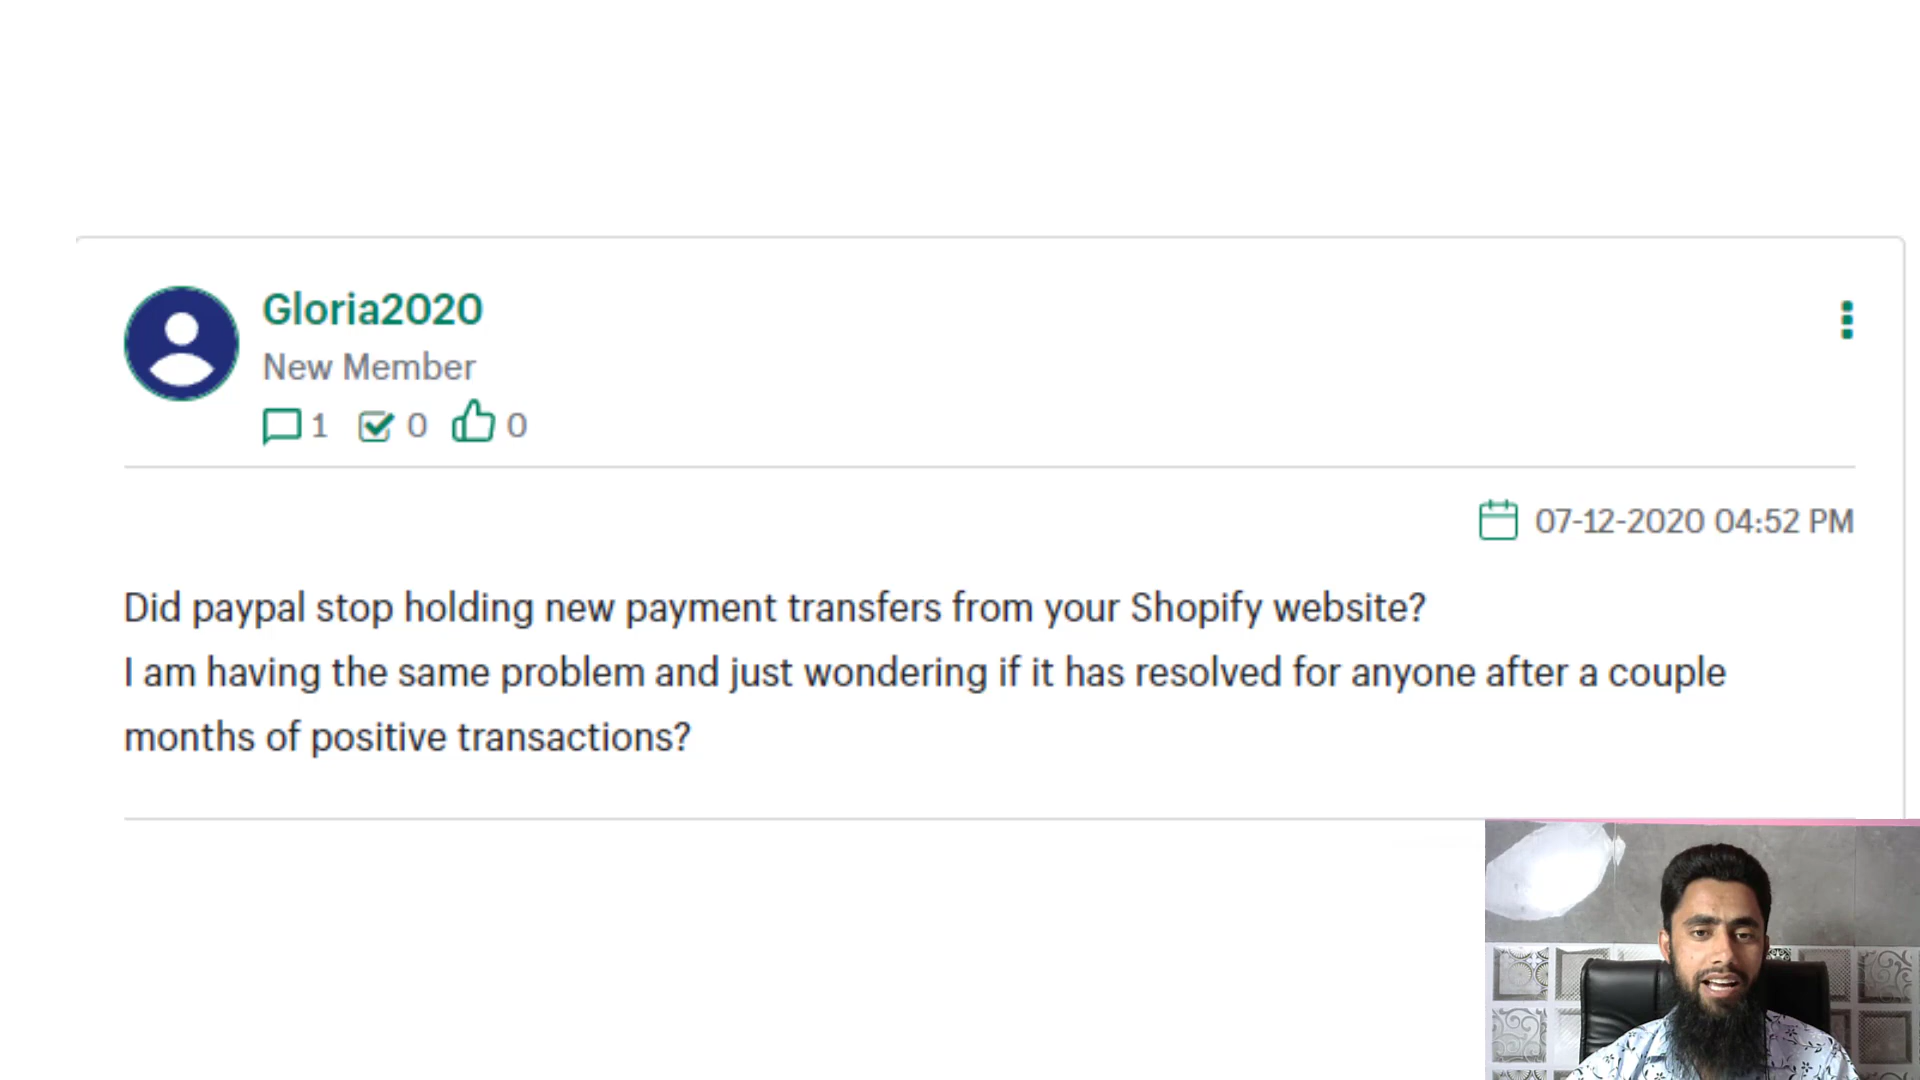 Gloria2020
New Member
1 0 0
07-12-2020 04:52 PM
Did paypal stop holding new payment transfers from your Shopify website?
I am having the same problem and just wondering if it has resolved for anyone after a couple
months of positive transactions?